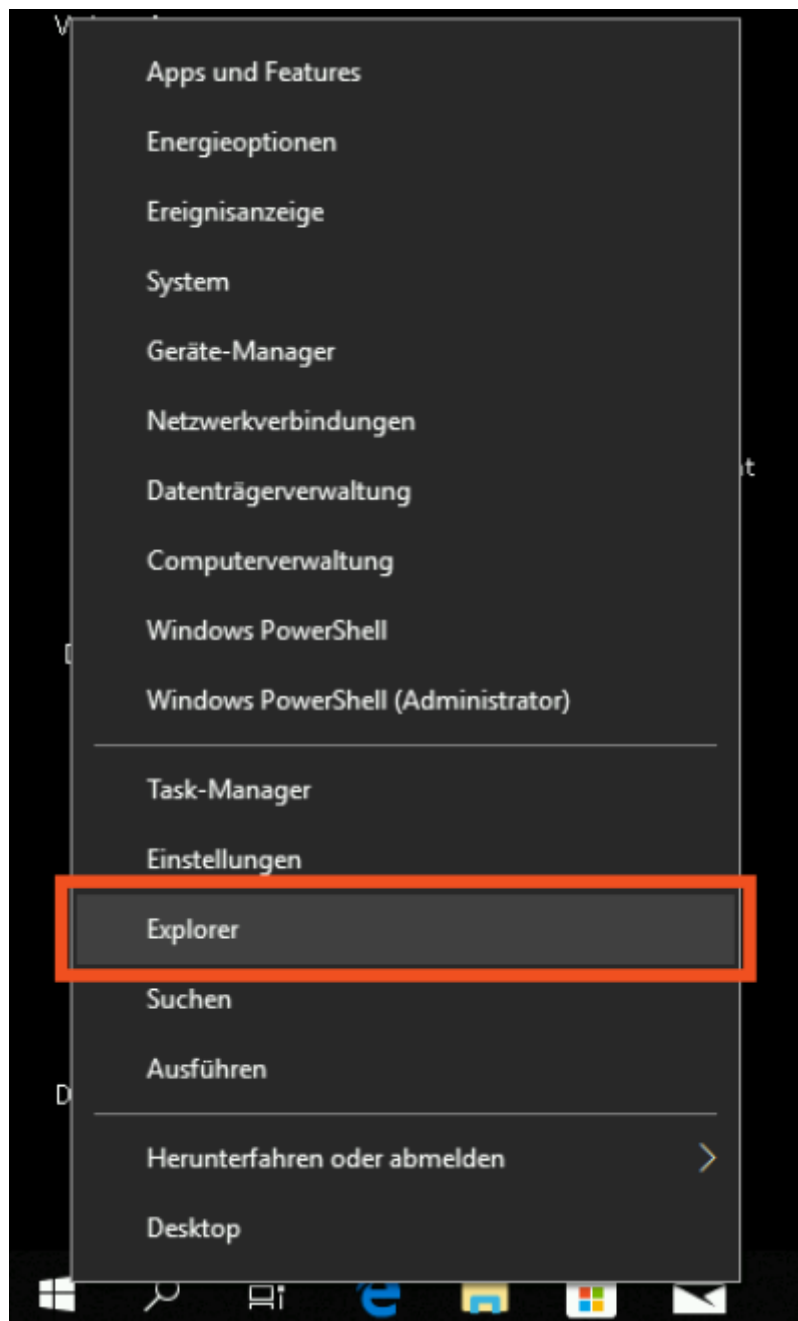 Apps und Features
Energieoptionen
Ereignisanzeige
System
Geräte-Manager
Netzwerkverbindungen
Datenträgerverwaltung
Computerverwaltung
Windows PowerShell
Windows PowerShell (Administrator)
Task-Manager
Einstellungen
Explorer
Suchen
Ausführen
Herunterfahren oder abmelden
Desktop